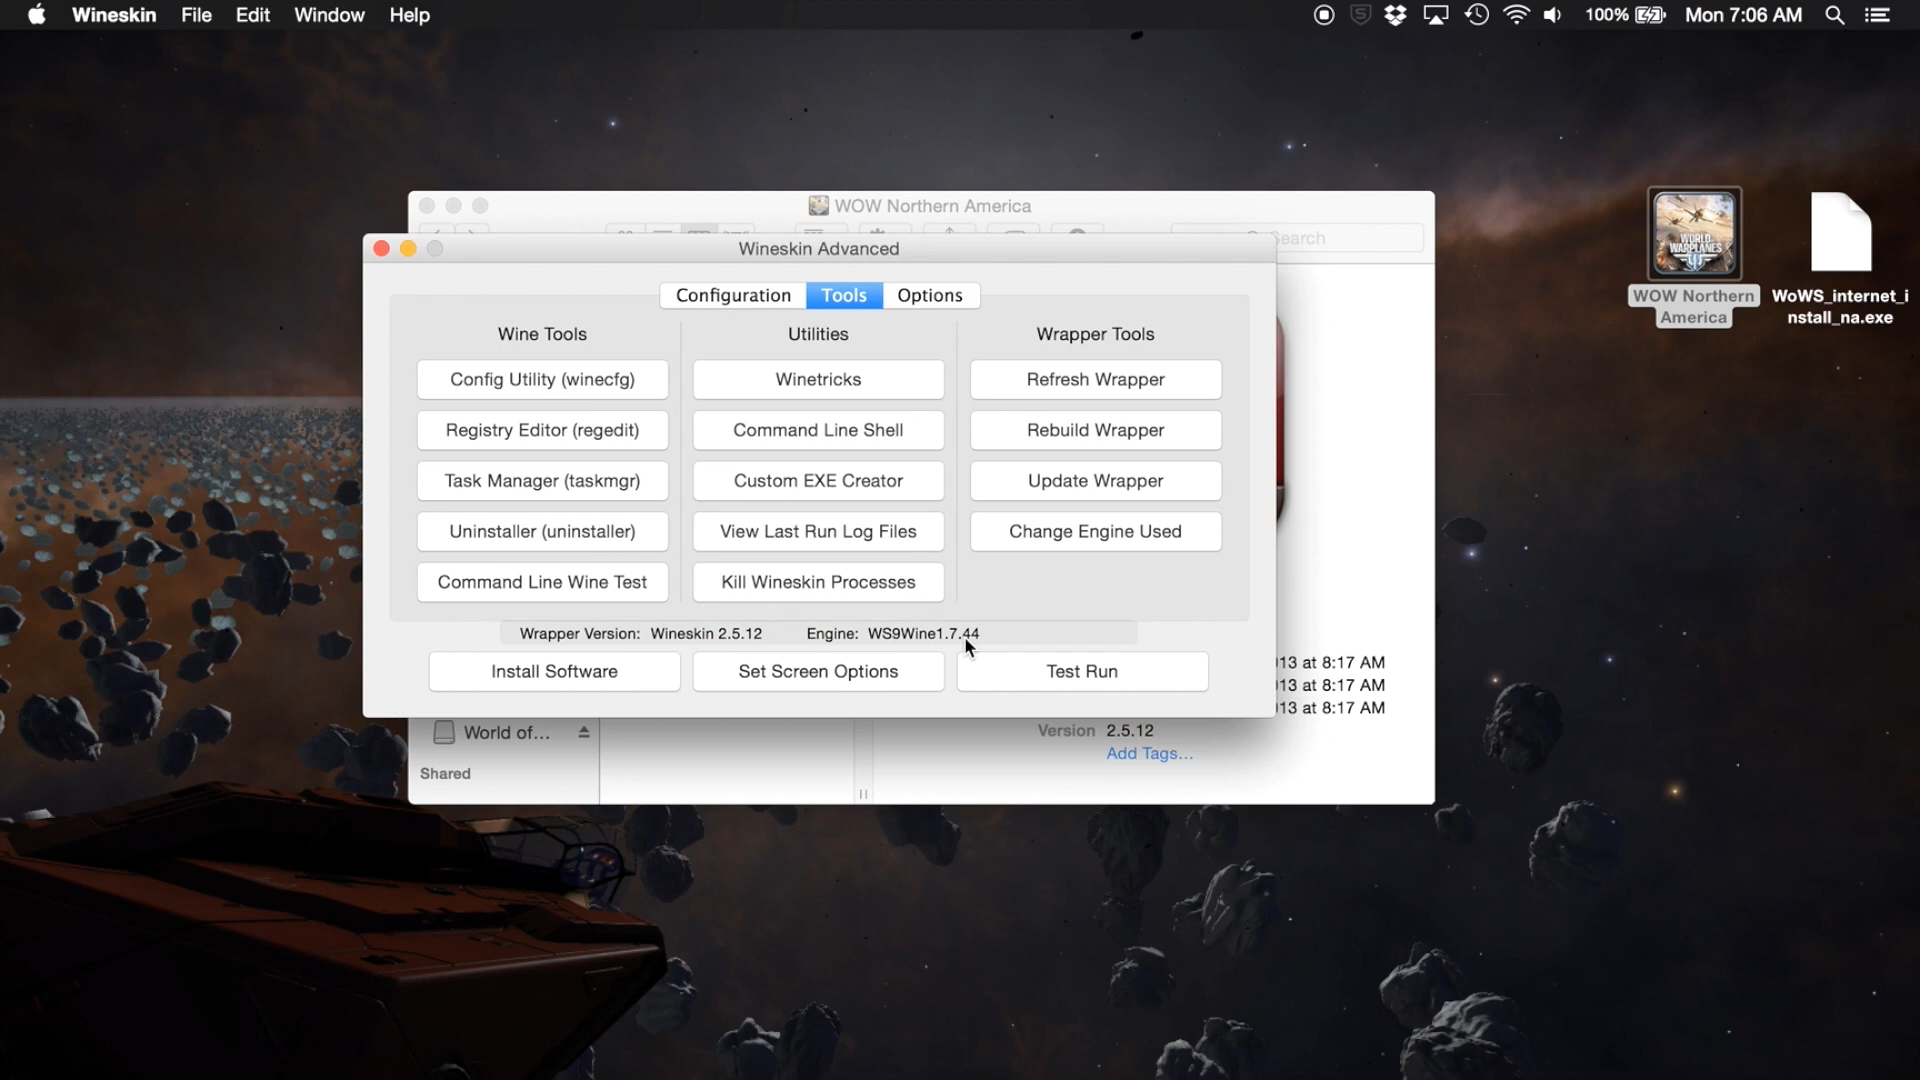 Wineskin File Edit Window Help
100% Mon 7:06 AM
WOW Northern America
Search
Wineskin Advanced
Configuration Tools Options
Wine Tools
Config Utility (winecfg)
Registry Editor (regedit)
Task Manager (taskmgr)
Uninstaller (uninstaller)
Command Line Wine Test
Utilities
Winetricks
Command Line Shell
Custom EXE Creator
View Last Run Log Files
Kill Wineskin Processes
Wrapper Tools
Refresh Wrapper
Rebuild Wrapper
Update Wrapper
Change Engine Used
Wrapper Version: Wineskin 2.5.12 Engine: WS9Wine1.7.44
Install Software Set Screen Options Test Run
13 at 8:17 AM
13 at 8:17 AM
13 at 8:17 AM
World of...
Shared
Version 2.5.12
Add Tags...
WORLD OF
WARPLANES
WOW Northern
America
WoWS_internet_i
nstall_na.exe